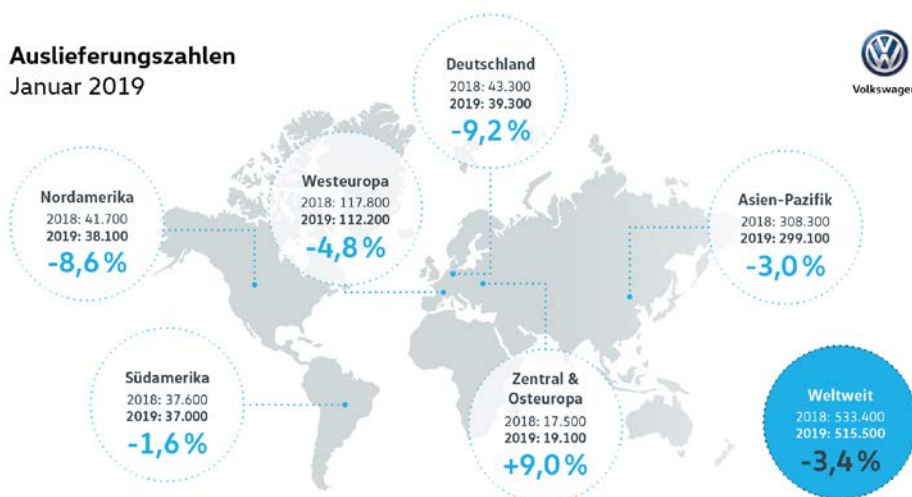 Auslieferungszahlen
Januar 2019
Volkswagen
Deutschland
2018: 43.300
2019: 39.300
-9,2 %
Westeuropa
2018: 117.800
2019: 112.200
-4,8 %
Nordamerika
2018: 41.700
2019: 38.100
-8,6 %
Asien-Pazifik
2018: 308.300
2019: 299.100
-3,0 %
Südamerika
2018: 37.600
2019: 37.000
-1,6 %
Zentral &
Osteuropa
2018: 17.500
2019: 19.100
+9,0 %
Weltweit
2018: 533.400
2019: 515.500
-3,4 %